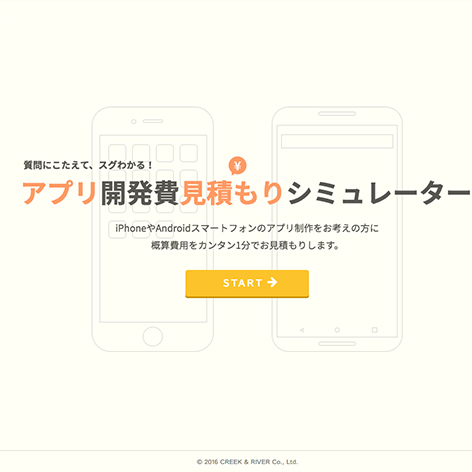 質問にこたえて、スグわかる！
¥
アプリ開発費見積もりシミュレーター
iPhoneやAndroidスマートフォンのアプリ制作をお考えの方に
概算費用をカンタン1分でお見積もりします。
START →
© 2016 CREEK & RIVER Co., Ltd.